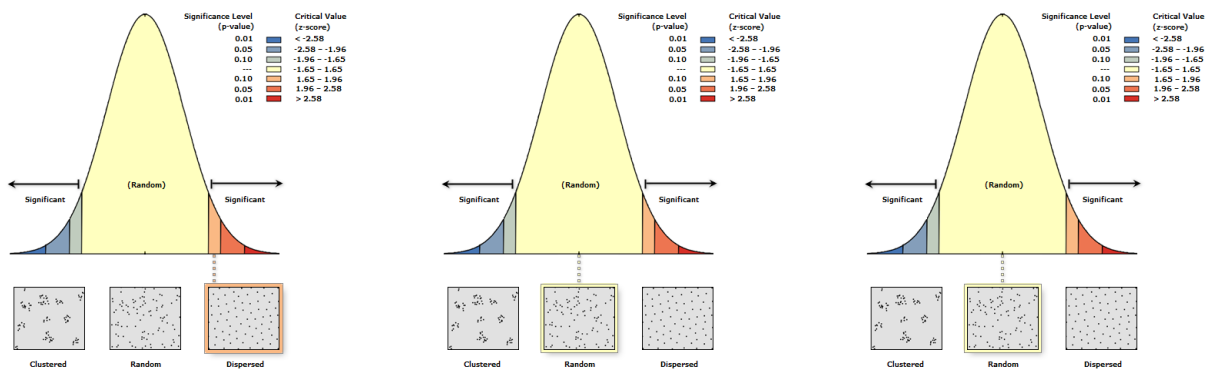 Significance Level Critical Value
(p-value) (z-score)
0.01 < -2.58
0.05 -2.58 – -1.96
0.10 -1.96 – -1.65
--- -1.65 – 1.65
0.10 1.65 – 1.96
0.05 1.96 – 2.58
0.01 > 2.58
(Random)
Significant Significant
Clustered Random Dispersed
Significance Level Critical Value
(p-value) (z-score)
0.01 < -2.58
0.05 -2.58 – -1.96
0.10 -1.96 – -1.65
--- -1.65 – 1.65
0.10 1.65 – 1.96
0.05 1.96 – 2.58
0.01 > 2.58
(Random)
Significant Significant
Clustered Random Dispersed
Significance Level Critical Value
(p-value) (z-score)
0.01 < -2.58
0.05 -2.58 – -1.96
0.10 -1.96 – -1.65
--- -1.65 – 1.65
0.10 1.65 – 1.96
0.05 1.96 – 2.58
0.01 > 2.58
(Random)
Significant Significant
Clustered Random Dispersed